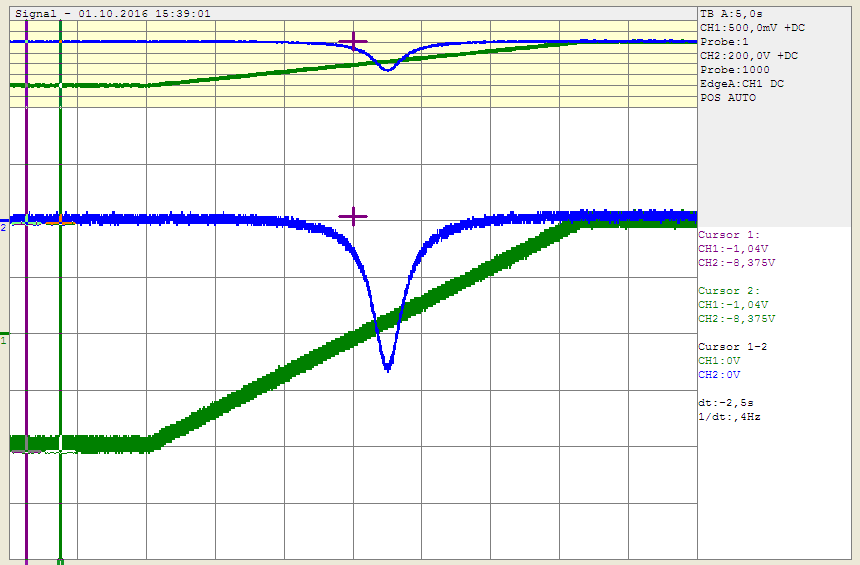 Signal - 01.10.2016 15:39:01
TB A:5,0s
CH1:500,0mV +DC
Probe:1
CH2:200,0V +DC
Probe:1000
EdgeA:CH1 DC
POS AUTO
2
1
Cursor 1:
CH1:-1,04V
CH2:-8,375V
Cursor 2:
CH1:-1,04V
CH2:-8,375V
Cursor 1-2
CH1:0V
CH2:0V
dt:-2,5s
1/dt:,4Hz